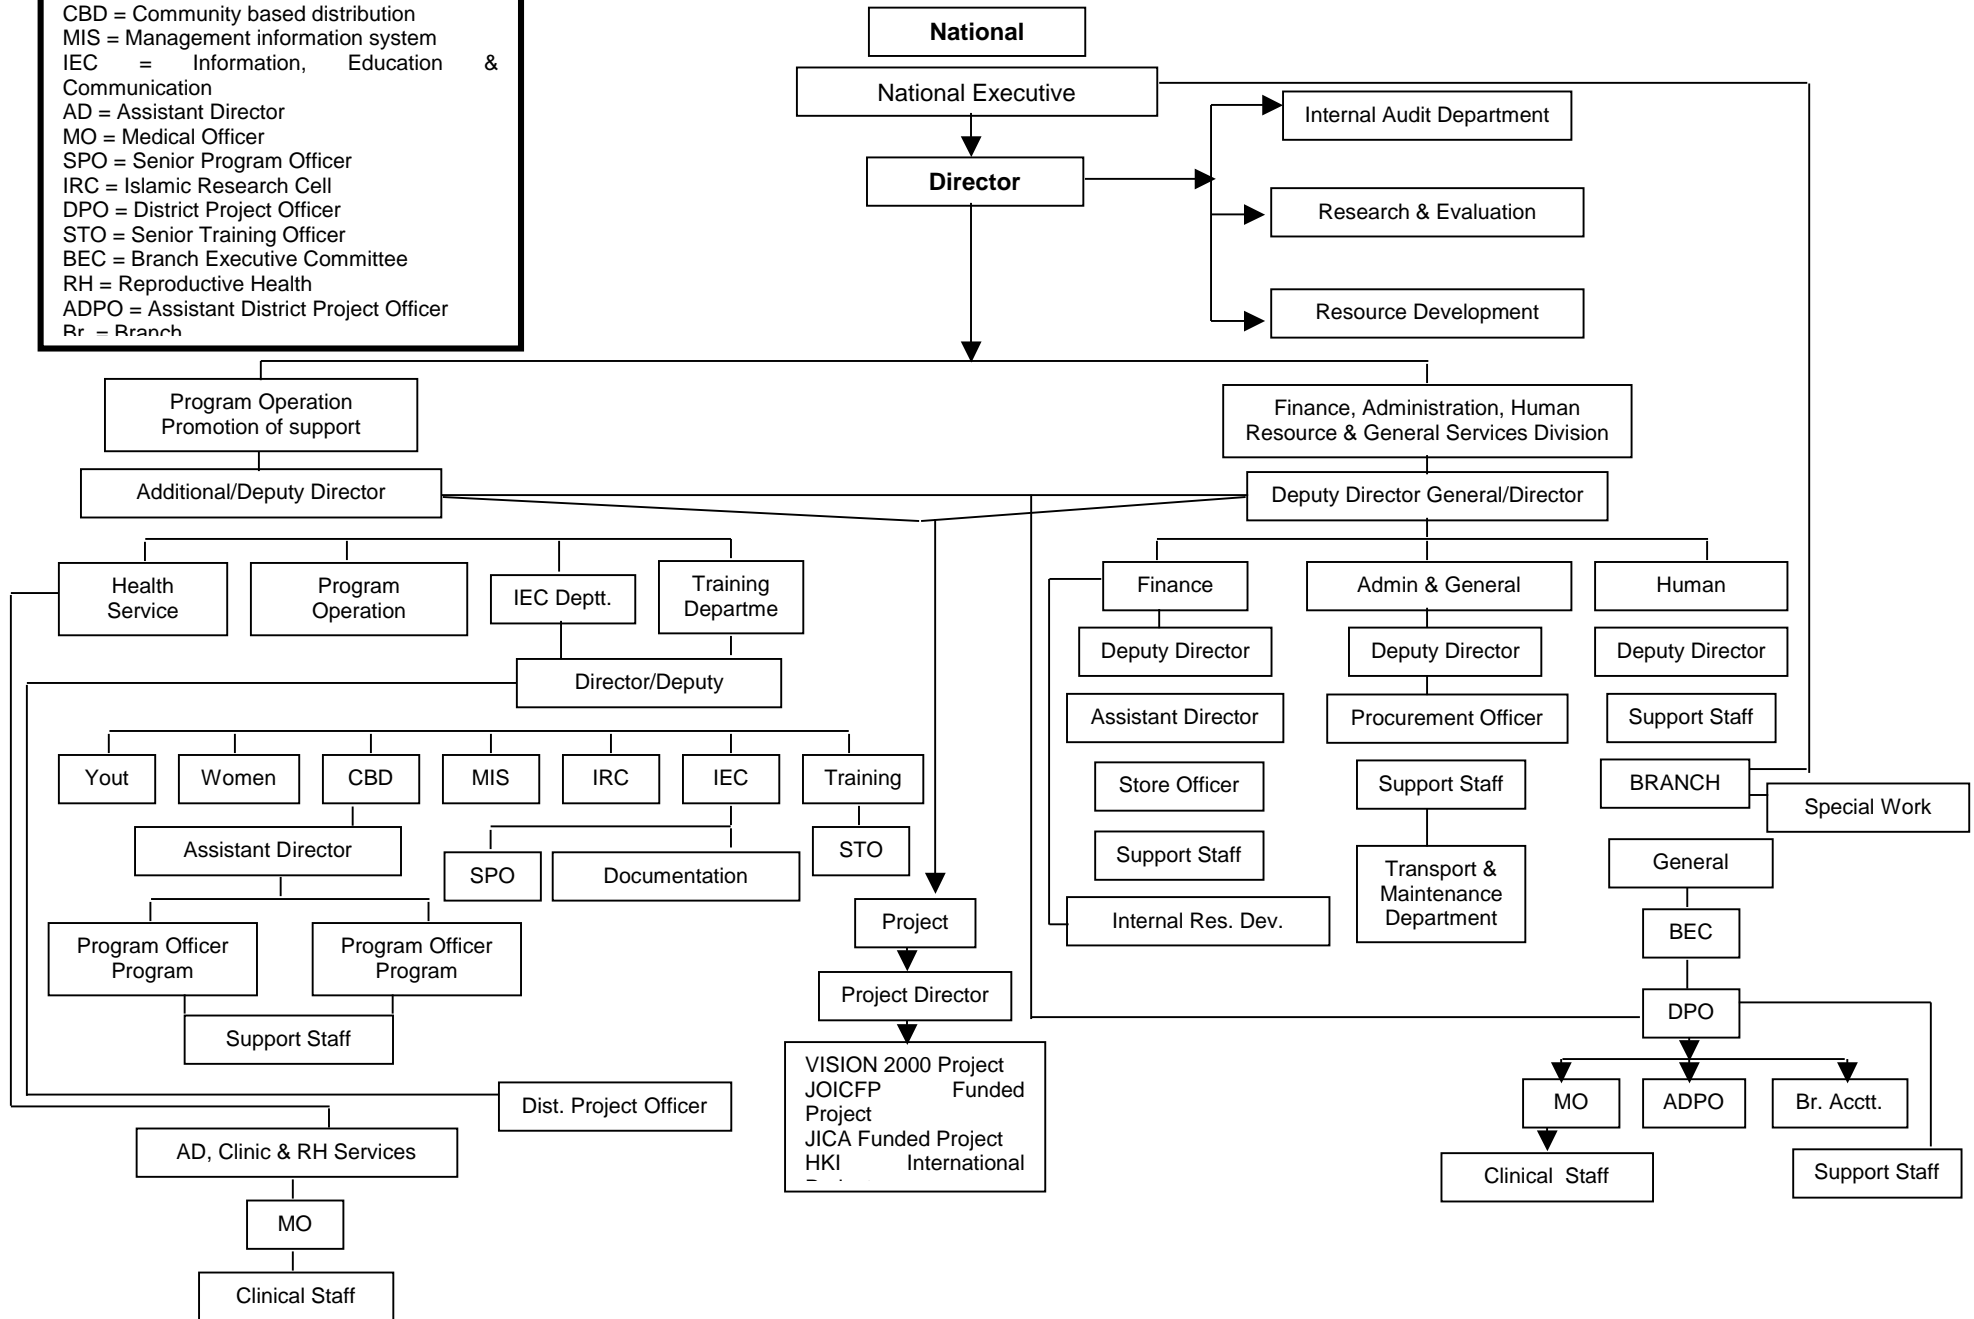 CBD = Community based distribution
MIS = Management information system
IEC = Information, Education &
Communication
AD = Assistant Director
MO = Medical Officer
SPO = Senior Program Officer
IRC = Islamic Research Cell
DPO = District Project Officer
STO = Senior Training Officer
BEC = Branch Executive Committee
RH = Reproductive Health
ADPO = Assistant District Project Officer
Br. = Branch
National
National Executive
Director
Internal Audit Department
Research & Evaluation
Resource Development
Program Operation
Promotion of support
Finance, Administration, Human
Resource & General Services Division
Additional/Deputy Director
Deputy Director General/Director
Health
Service
Program
Operation
IEC Deptt.
Training
Departme
Director/Deputy
Finance
Admin & General
Human
Deputy Director
Deputy Director
Deputy Director
Assistant Director
Procurement Officer
Support Staff
Yout
Women
CBD
MIS
IRC
IEC
Training
Store Officer
Support Staff
BRANCH
Special Work
Assistant Director
SPO
Documentation
STO
Support Staff
Transport &
Maintenance
Department
General
Internal Res. Dev.
BEC
Program Officer
Program
Program Officer
Program
Support Staff
Project
Project Director
VISION 2000 Project
JOICFP Funded
Project
JICA Funded Project
HKI International
DPO
MO
ADPO
Br. Acctt.
Clinical Staff
Support Staff
Dist. Project Officer
AD, Clinic & RH Services
MO
Clinical Staff